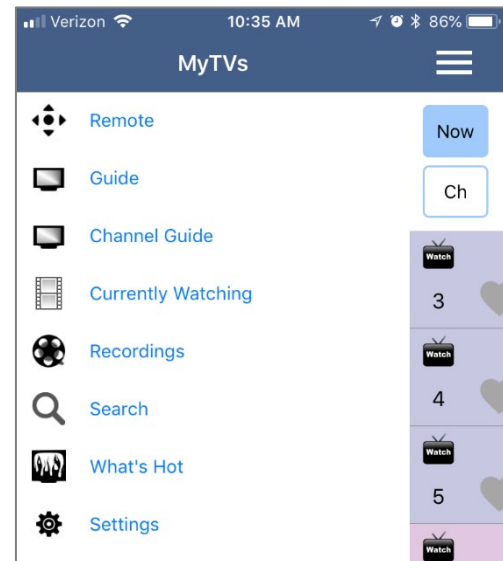 Verizon 10:35 AM 86%
MyTVs
Remote
Now
Guide
Ch
Channel Guide
Watch
Currently Watching
3
Recordings
Watch
Search
4
Watch
What's Hot
5
Settings
Watch